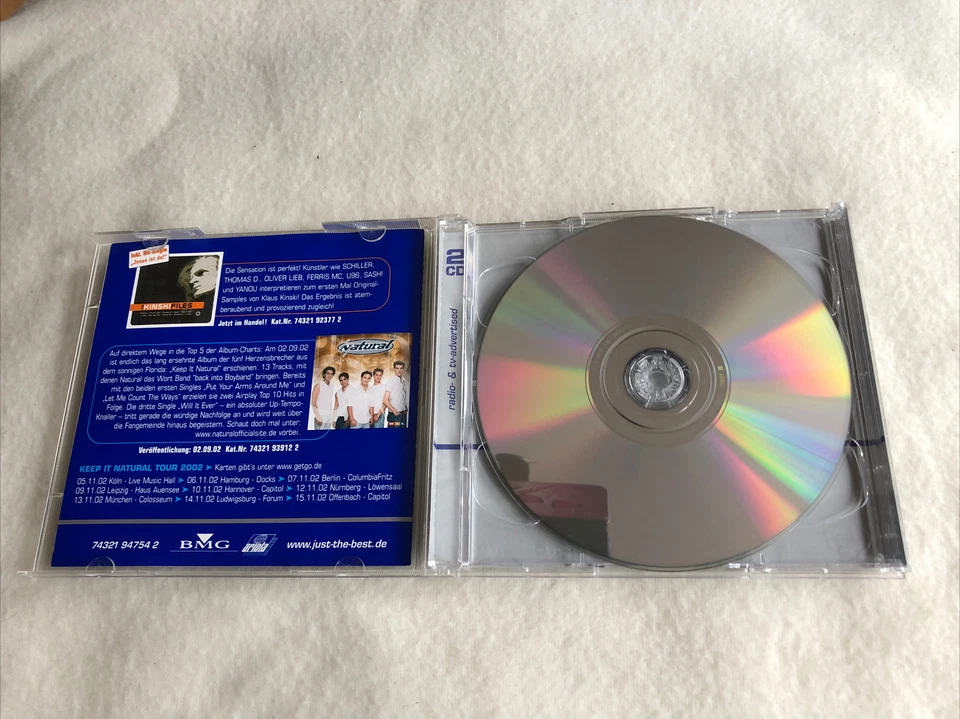 Inkl. Hit-Single
„Jesus ist da!"
KINSKI FILES
Die Sensation ist perfekt! Künstler wie SCHILLER,
THOMAS D., OLIVER LIEB, FERRIS MC, U96, SASH!
und YANOU interpretieren zum ersten Mal Original-
Samples von Klaus Kinski! Das Ergebnis ist atem-
beraubend und provozierend zugleich!
Jetzt im Handel! Kat.Nr. 74321 92377 2
Auf direktem Wege in die Top 5 der Album-Charts: Am 02.09.02
ist endlich das lang ersehnte Album der fünf Herzensbrecher aus
dem sonnigen Florida: „Keep It Natural" erschienen. 13 Tracks, mit
denen Natural das Wort Band "back into Boyband" bringen. Bereits
mit den beiden ersten Singles „Put Your Arms Around Me" und
„Let Me Count The Ways" erzielen sie zwei Airplay Top 10 Hits in
Folge. Die dritte Single „Will It Ever" – ein absoluter Up-Tempo-
Knaller – tritt gerade die würdige Nachfolge an und wird weit über
die Fangemeinde hinaus begeistern. Schaut doch mal unter:
www.naturalofficialsite.de vorbei.
Natural
Veröffentlichung: 02.09.02 Kat.Nr. 74321 93912 2
KEEP IT NATURAL TOUR 2002 ➤ Karten gibt's unter www.getgo.de
05.11.02 Köln - Live Music Hall ➤ 06.11.02 Hamburg - Docks ➤ 07.11.02 Berlin - ColumbiaFritz
09.11.02 Leipzig - Haus Auensee ➤ 10.11.02 Hannover - Capitol ➤ 12.11.02 Nürnberg - Löwensaal
13.11.02 München - Colosseum ➤ 14.11.02 Ludwigsburg - Forum ➤ 15.11.02 Offenbach - Capitol
74321 94754 2
BMG
ariola
www.just-the-best.de
CD2
radio- & tv-advertised